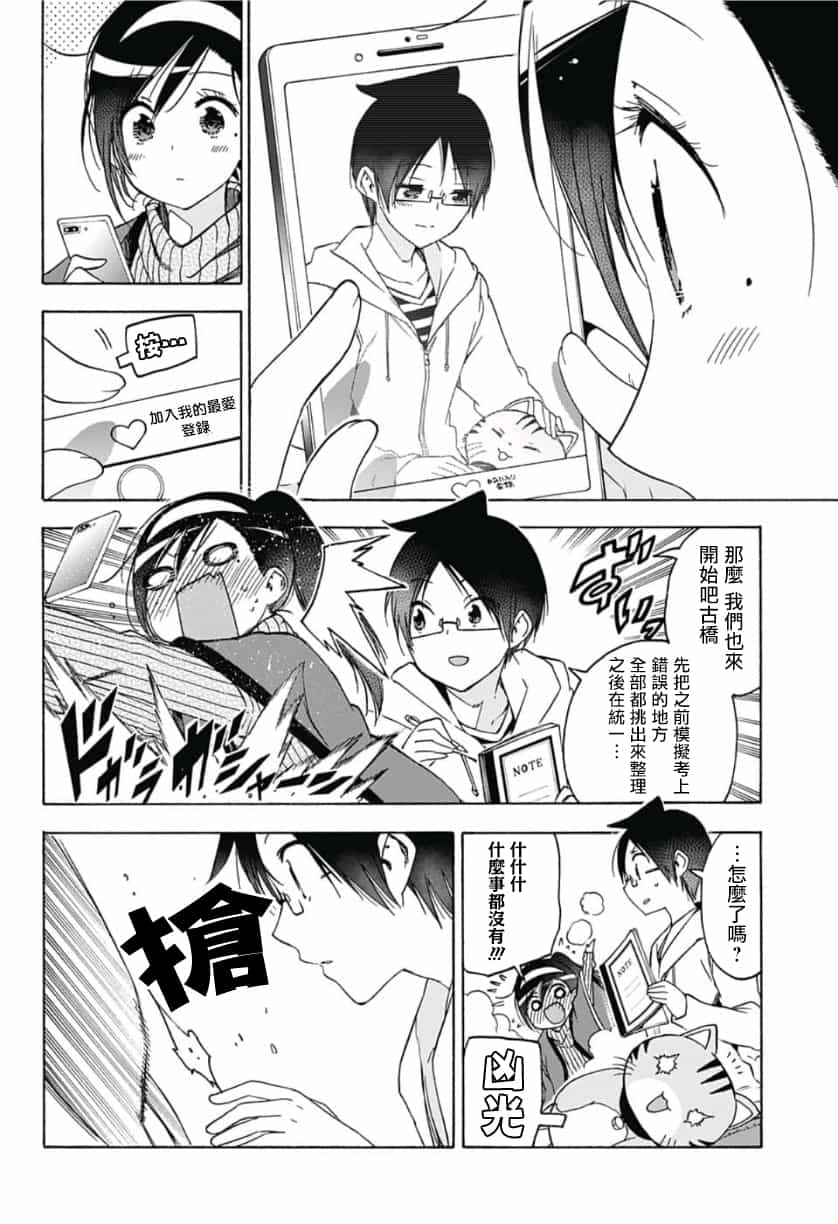 按…
加入我的最愛
登錄
那麼 我們也來
開始吧古橋
先把之前模擬考上
錯誤的地方
全部都挑出來整理
之後在統一…
ざっ
NOTE
…怎麼了嗎?
什什什
什麼事都沒有!!!
NOTE
凶光
搶